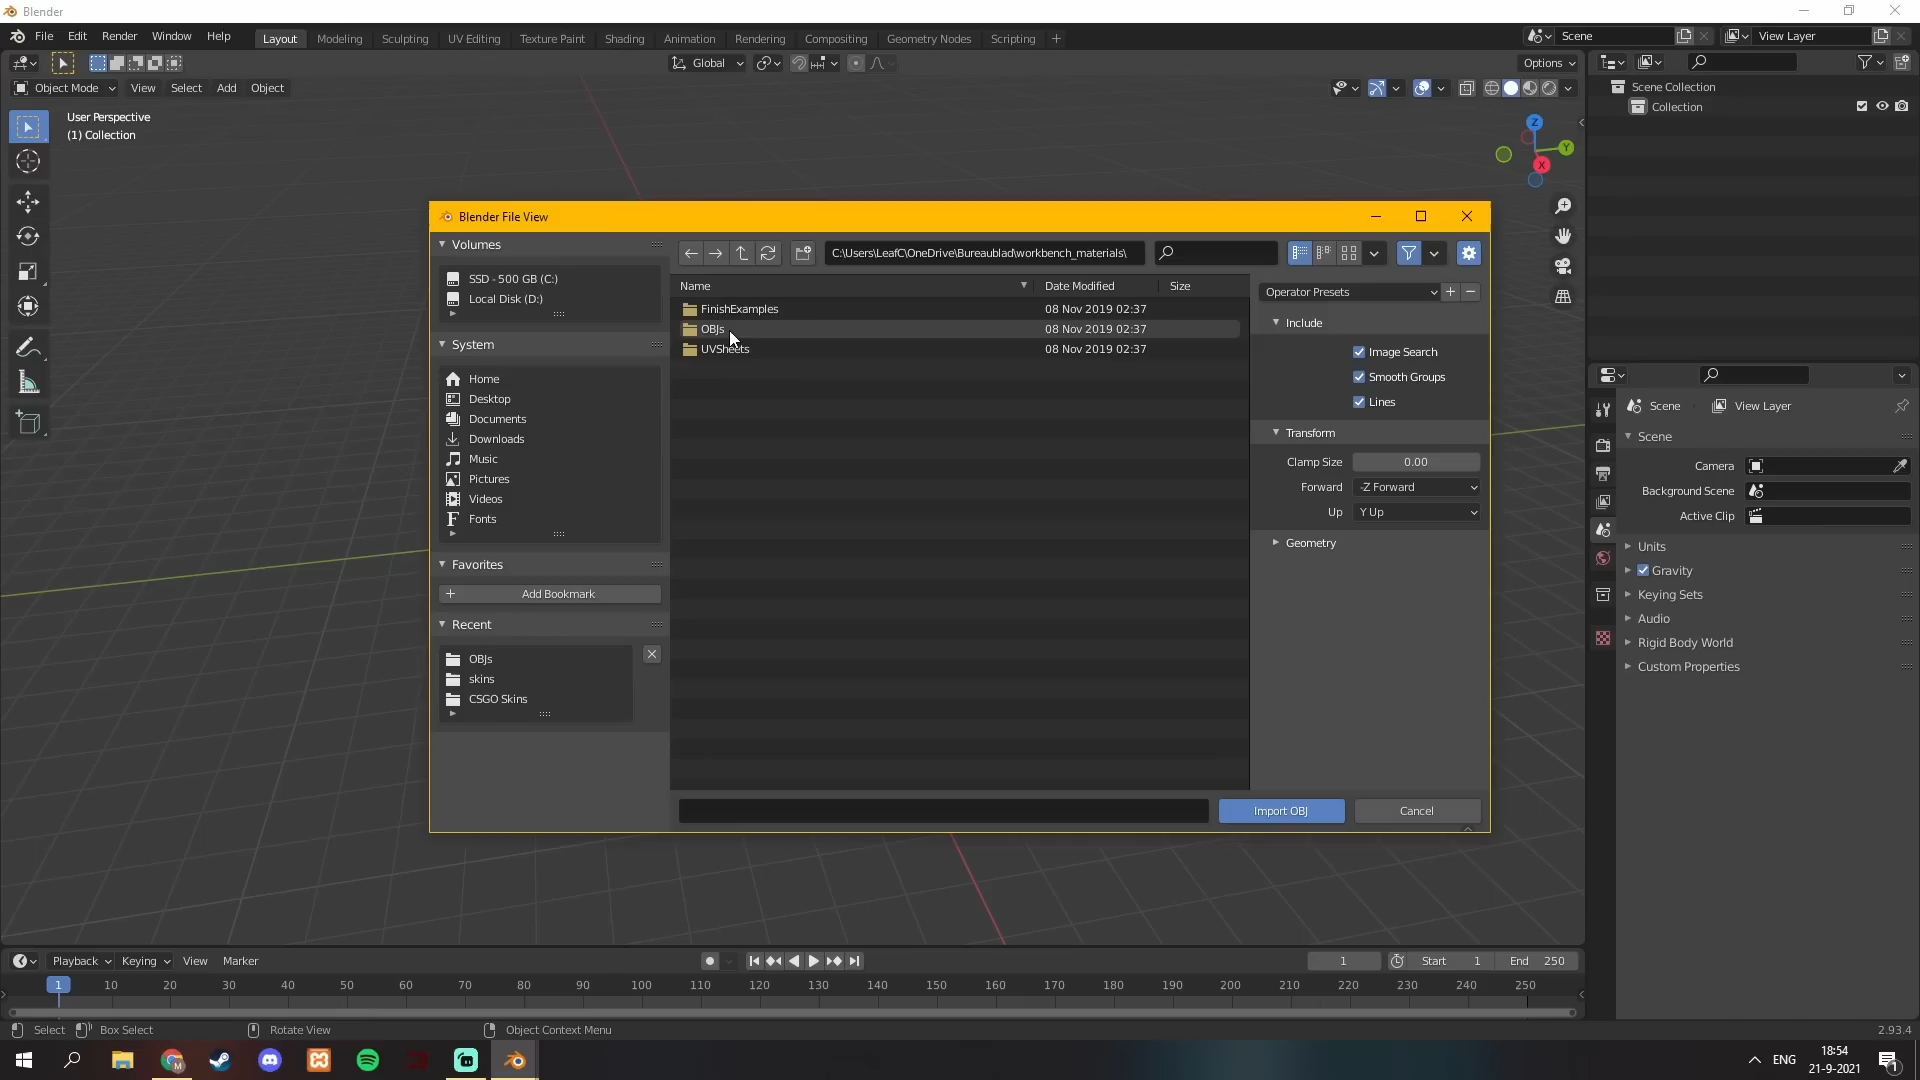 Blender
File Edit Render Window Help Layout Modeling Sculpting UV Editing Texture Paint Shading Animation Rendering Compositing Geometry Nodes Scripting + Scene View Layer
Global Options
Object Mode View Select Add Object
User Perspective
(1) Collection
Z
Y
X
Scene Collection
Collection
Blender File View
Volumes
SSD - 500 GB (C:)
Local Disk (D:)
System
Home
Desktop
Documents
Downloads
Music
Pictures
Videos
Fonts
Favorites
+ Add Bookmark
Recent
OBJs
skins
CSGO Skins
C:\Users\LeafC\OneDrive\Bureaublad\workbench_materials\
Name Date Modified Size
FinishExamples 08 Nov 2019 02:37
OBJs 08 Nov 2019 02:37
UVSheets 08 Nov 2019 02:37
Operator Presets
Include
Image Search
Smooth Groups
Lines
Transform
Clamp Size 0.00
Forward -Z Forward
Up Y Up
Geometry
Import OBJ Cancel
Scene View Layer
Scene
Camera
Background Scene
Active Clip
Units
Gravity
Keying Sets
Audio
Rigid Body World
Custom Properties
Playback Keying View Marker 1 Start 1 End 250
1 10 20 30 40 50 60 70 80 90 100 110 120 130 140 150 160 170 180 190 200 210 220 230 240 250
Select Box Select Rotate View Object Context Menu 2.93.4
ENG
18:54
21-9-2021
1